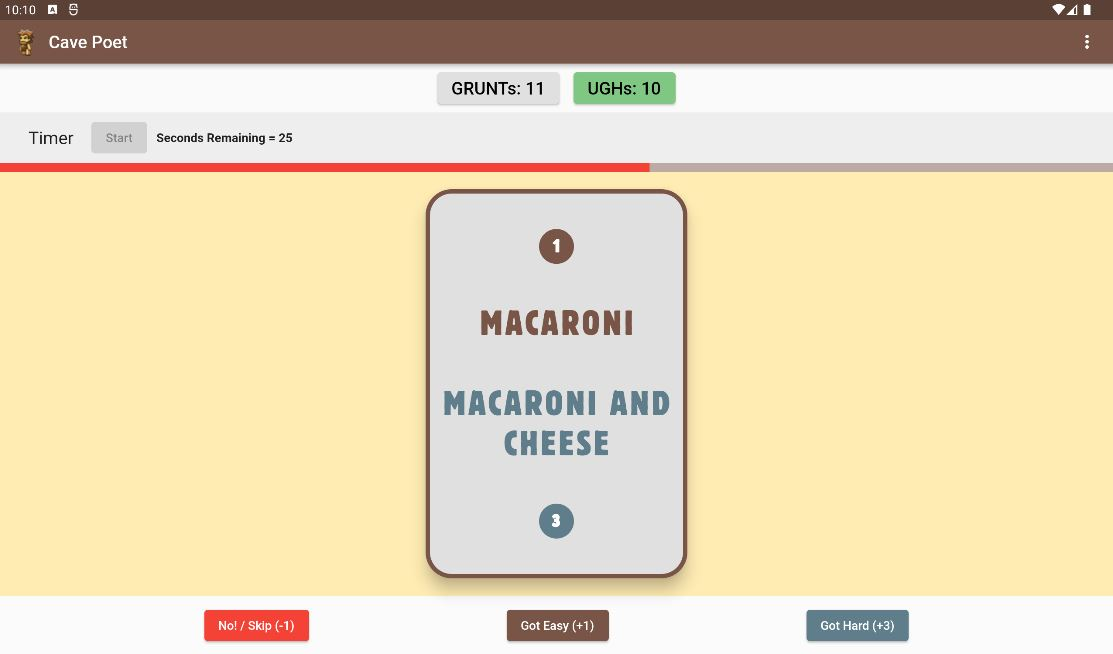 10:10
Cave Poet
GRUNTs: 11 UGHs: 10
Timer Start Seconds Remaining = 25
1
MACARONI
MACARONI AND
CHEESE
3
No! / Skip (-1) Got Easy (+1) Got Hard (+3)